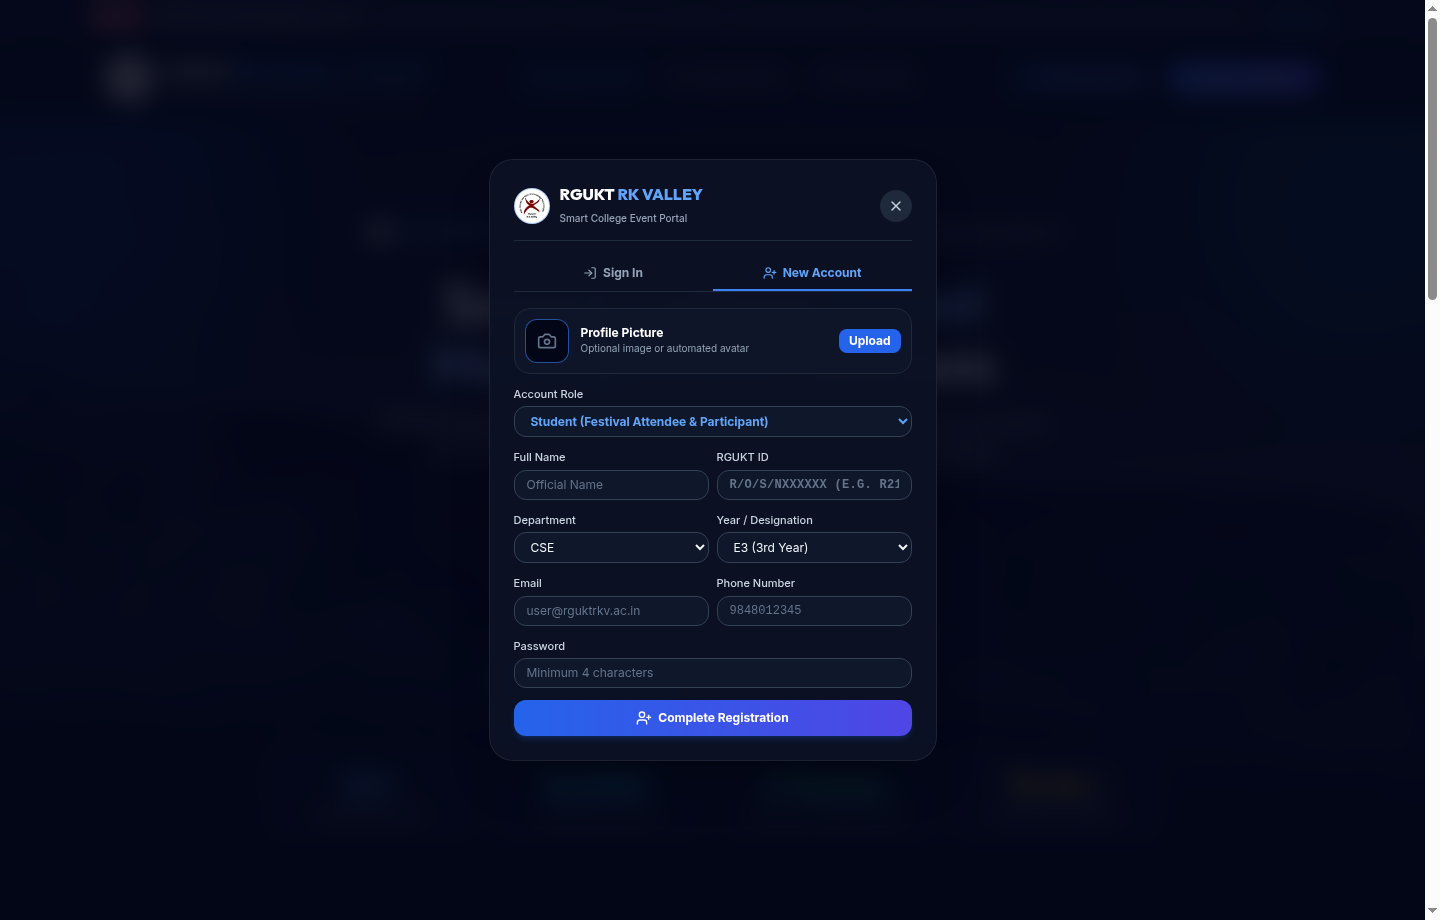 RGUKT RK VALLEY
Smart College Event Portal
Sign In
New Account
Profile Picture
Optional image or automated avatar
Upload
Account Role
Student (Festival Attendee & Participant)
Full Name
RGUKT ID
Official Name
R/O/S/NXXXXXX (E.G. R21
Department
Year / Designation
CSE
E3 (3rd Year)
Email
Phone Number
user@rguktrkv.ac.in
9848012345
Password
Minimum 4 characters
Complete Registration